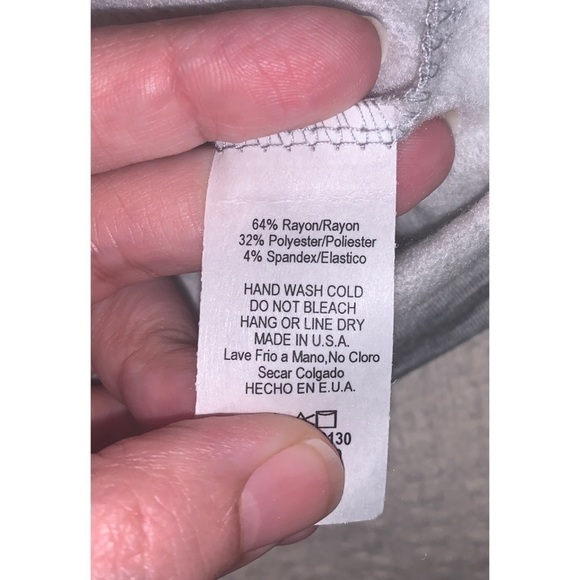 64% Rayon/Rayon
32% Polyester/Poliester
4% Spandex/Elastico
HAND WASH COLD
DO NOT BLEACH
HANG OR LINE DRY
MADE IN U.S.A.
Lave Frio a Mano,No Cloro
Secar Colgado
HECHO EN E.U.A.
130